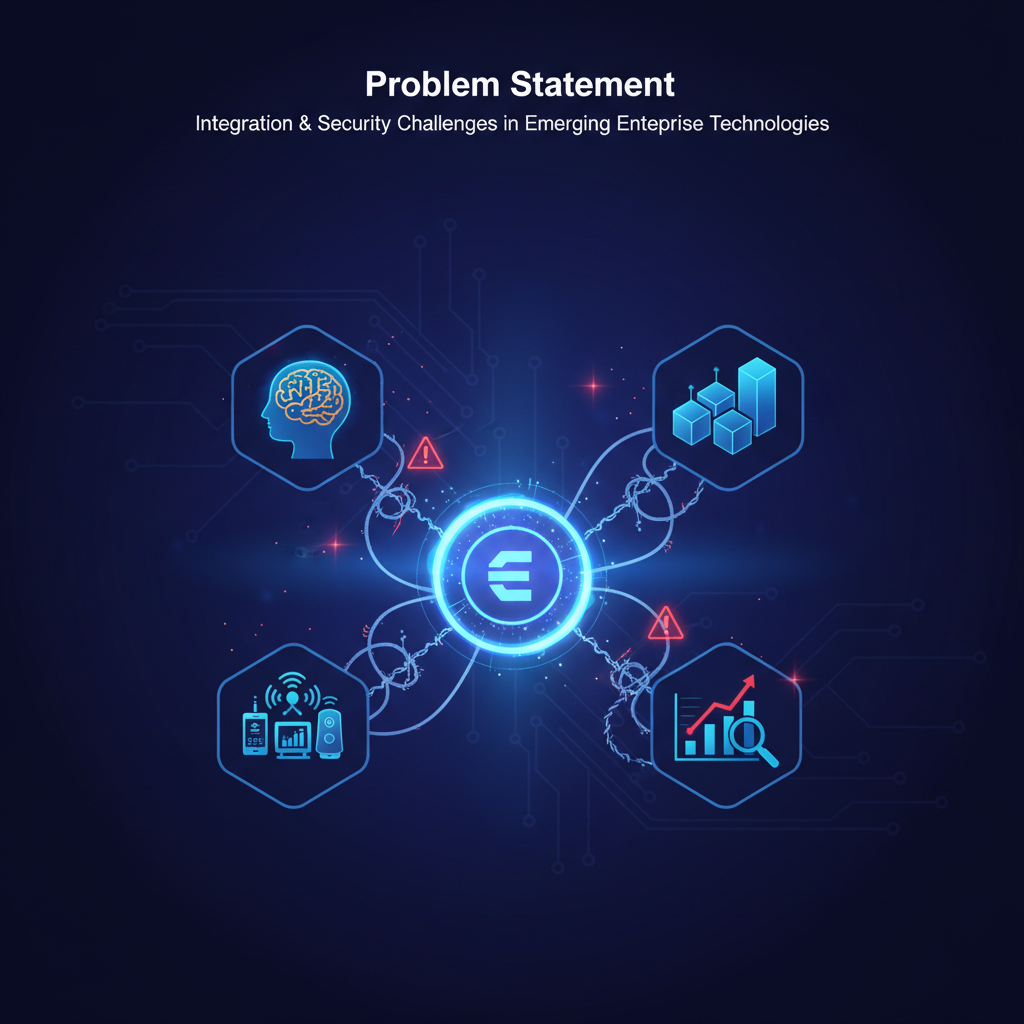 Problem Statement
Integration & Security Challenges in Emerging Enteprise Technologies